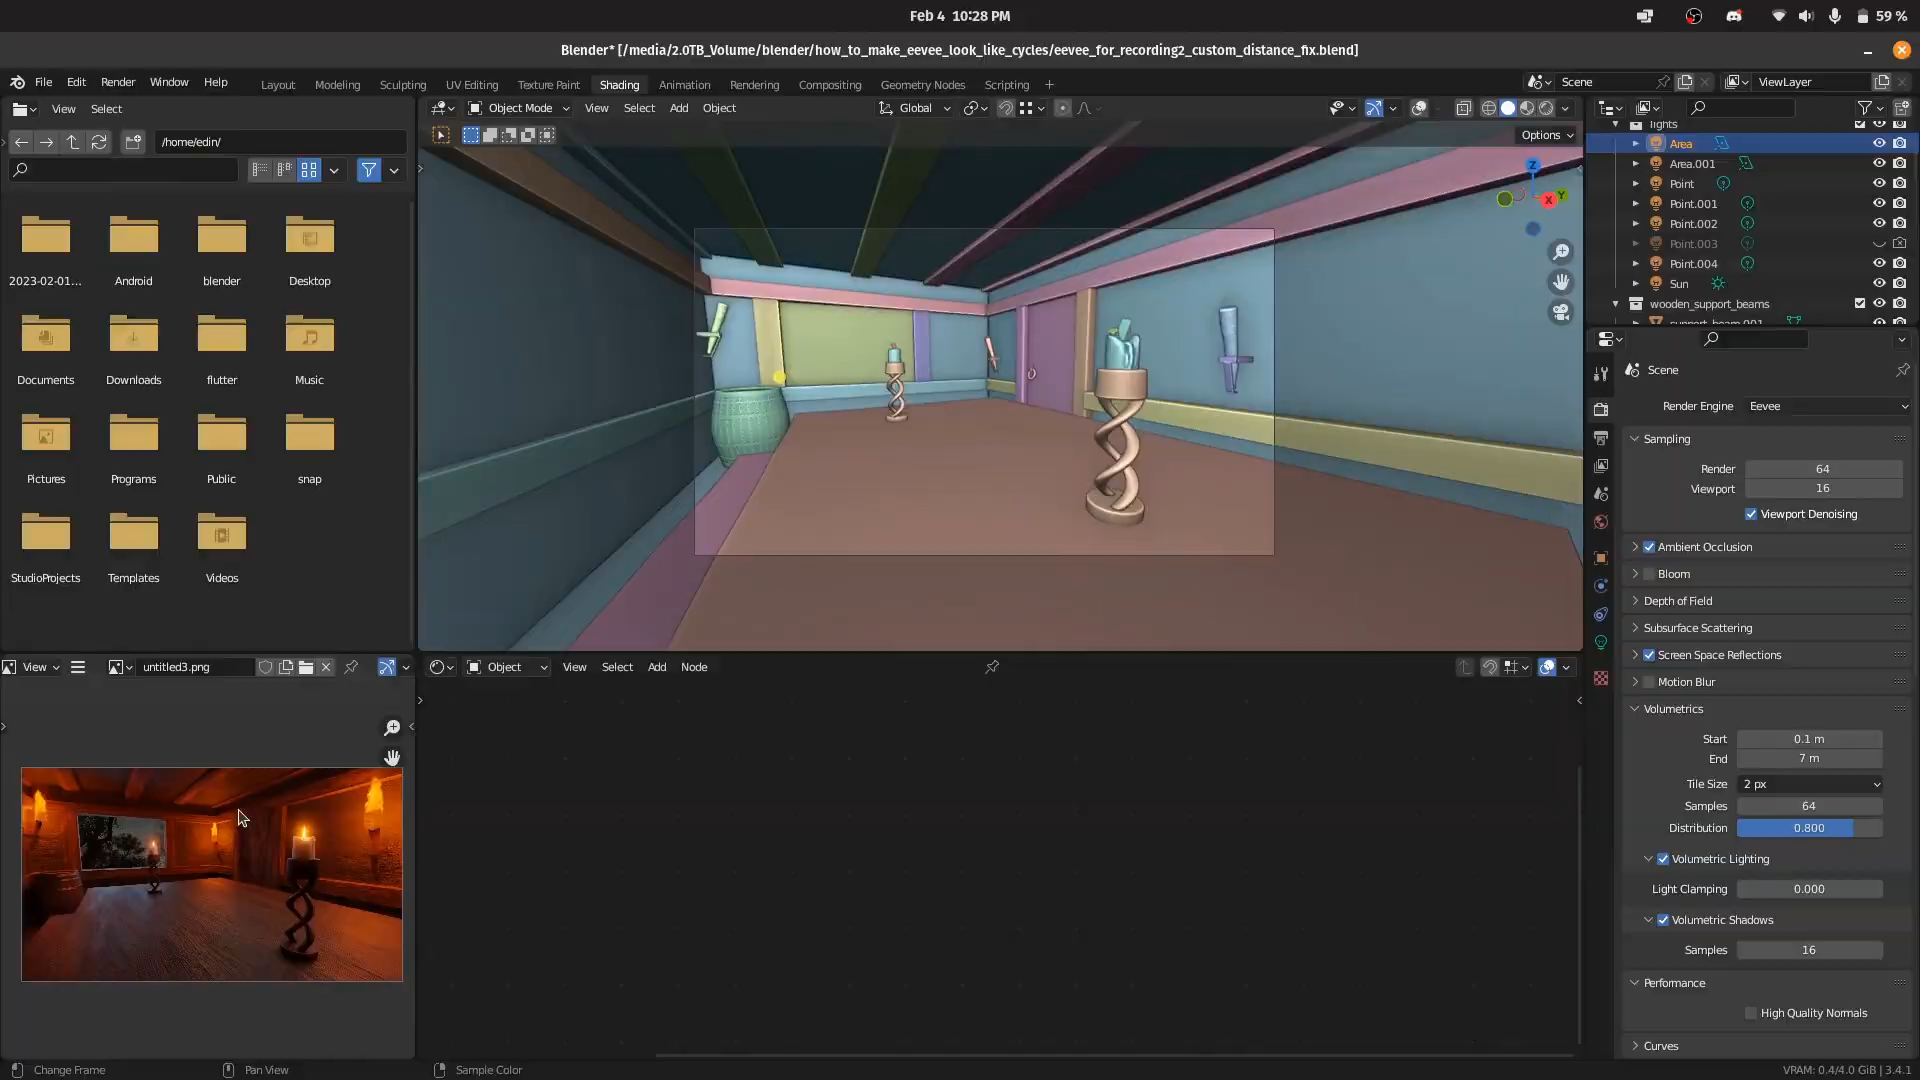 Feb 4 10:28 PM
59 %
Blender* [/media/2.0TB_Volume/blender/how_to_make_eevee_look_like_cycles/eevee_for_recording2_custom_distance_fix.blend]
File Edit Render Window Help
Layout Modeling Sculpting UV Editing Texture Paint Shading Animation Rendering Compositing Geometry Nodes Scripting
Scene
ViewLayer
View Select
Object Mode View Select Add Object
Global
/home/edin/
Options
Z
Y
X
lights
Area
Area.001
Point
Point.001
Point.002
Point.003
Point.004
Sun
wooden_support_beams
support_beam.001
2023-02-01...
Android
blender
Desktop
Documents
Downloads
flutter
Music
Pictures
Programs
Public
snap
StudioProjects
Templates
Videos
Scene
Render Engine Eevee
Sampling
Render 64
Viewport 16
Viewport Denoising
Ambient Occlusion
Bloom
Depth of Field
Subsurface Scattering
Screen Space Reflections
Motion Blur
Volumetrics
Start 0.1 m
End 7 m
Tile Size 2 px
Samples 64
Distribution 0.800
Volumetric Lighting
Light Clamping 0.000
Volumetric Shadows
Samples 16
Performance
High Quality Normals
Curves
View
untitled3.png
Object View Select Add Node
Change Frame
Pan View
Sample Color
VRAM: 0.4/4.0 GiB | 3.4.1